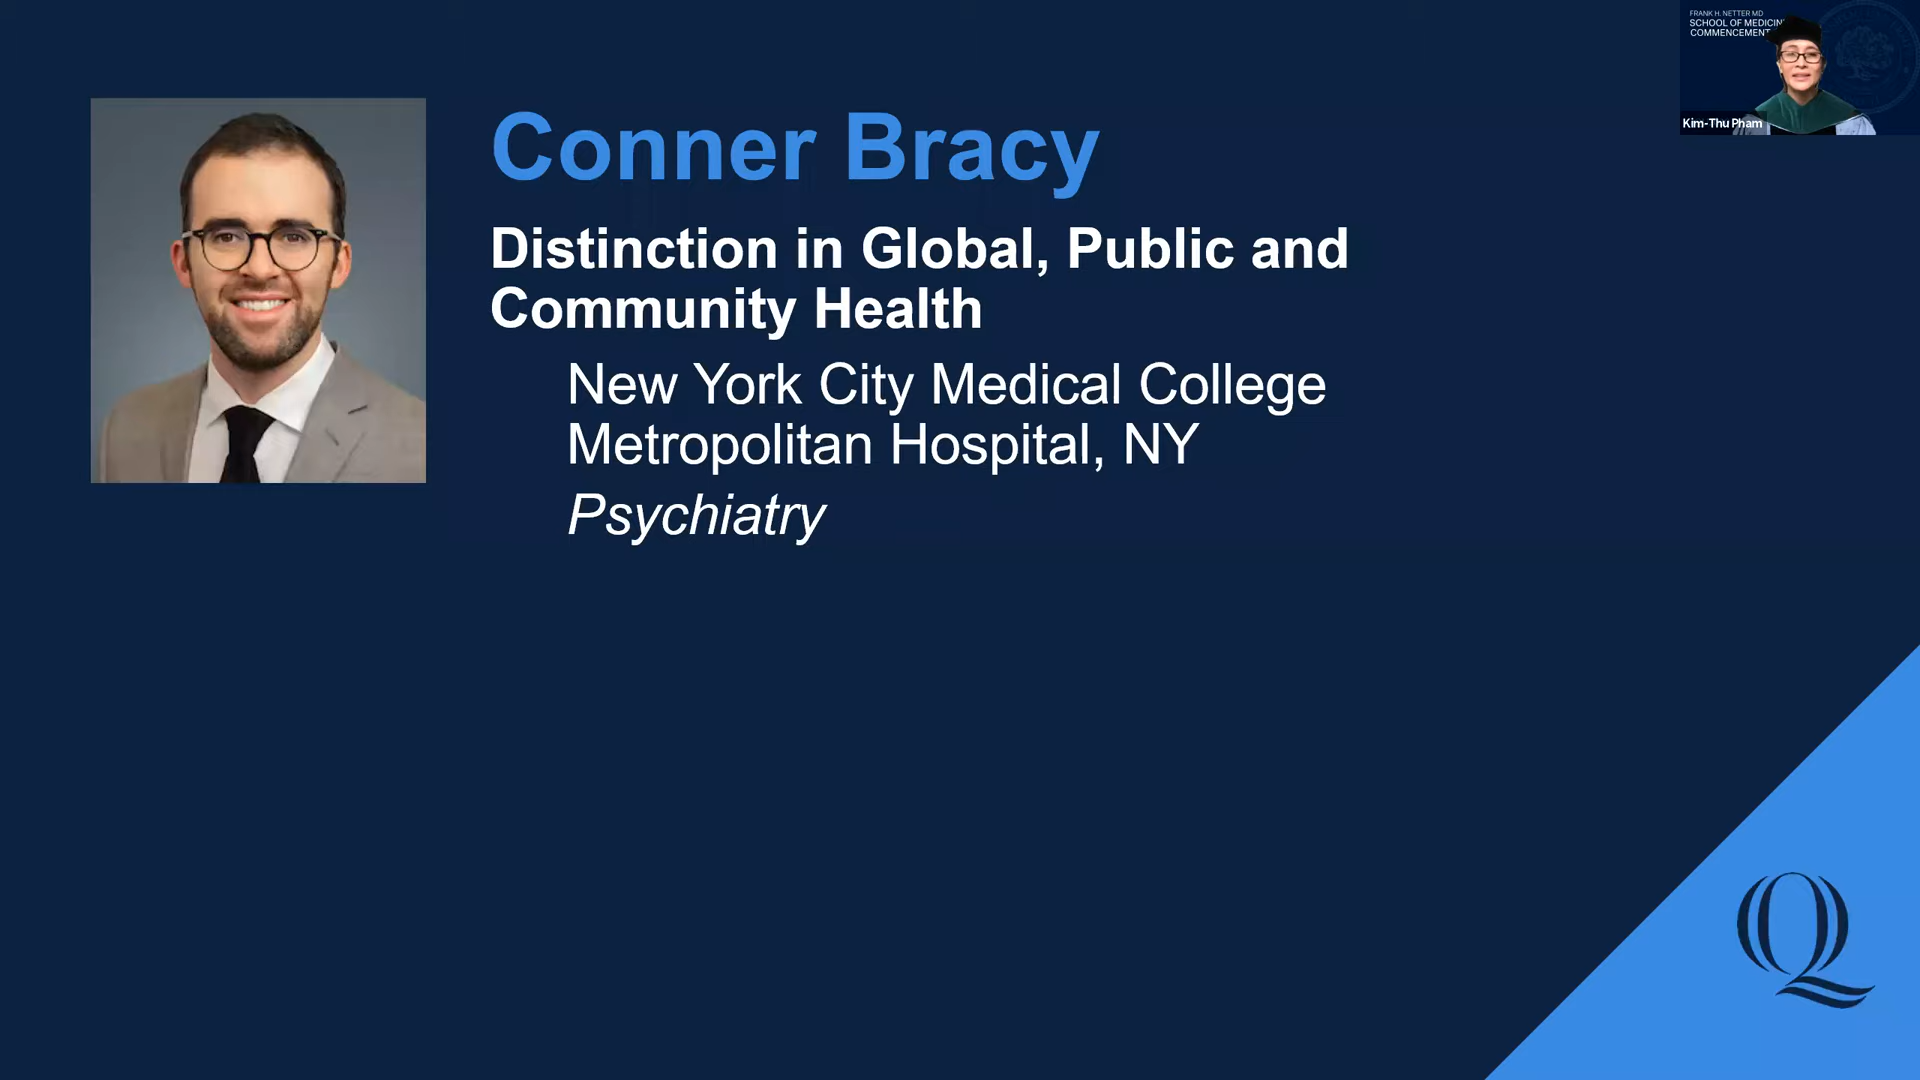 Conner Bracy
Distinction in Global, Public and
Community Health
New York City Medical College
Metropolitan Hospital, NY
Psychiatry
FRANK H. NETTER MD
SCHOOL OF MEDICIN
COMMENCEMENT
Kim-Thu Pham
Q